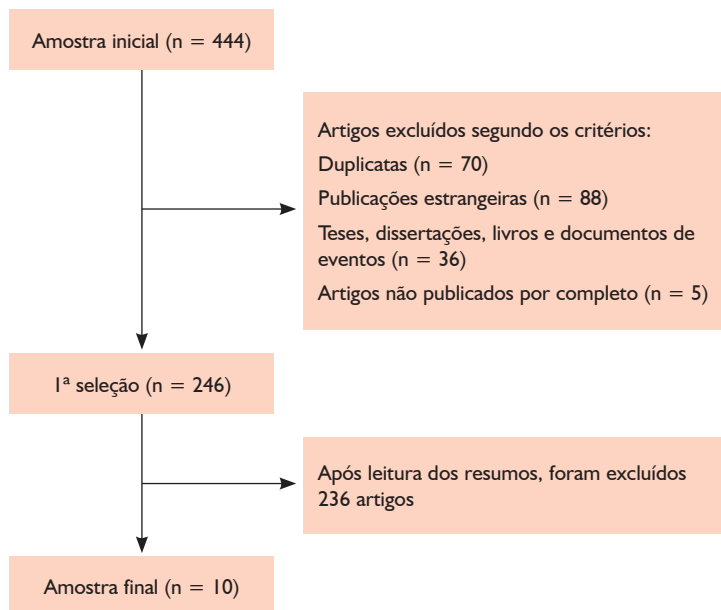 Amostra inicial (n = 444)
Artigos excluídos segundo os critérios:
Duplicatas (n = 70)
Publicações estrangeiras (n = 88)
Teses, dissertações, livros e documentos de
eventos (n = 36)
Artigos não publicados por completo (n = 5)
1ª seleção (n = 246)
Após leitura dos resumos, foram excluídos
236 artigos
Amostra final (n = 10)